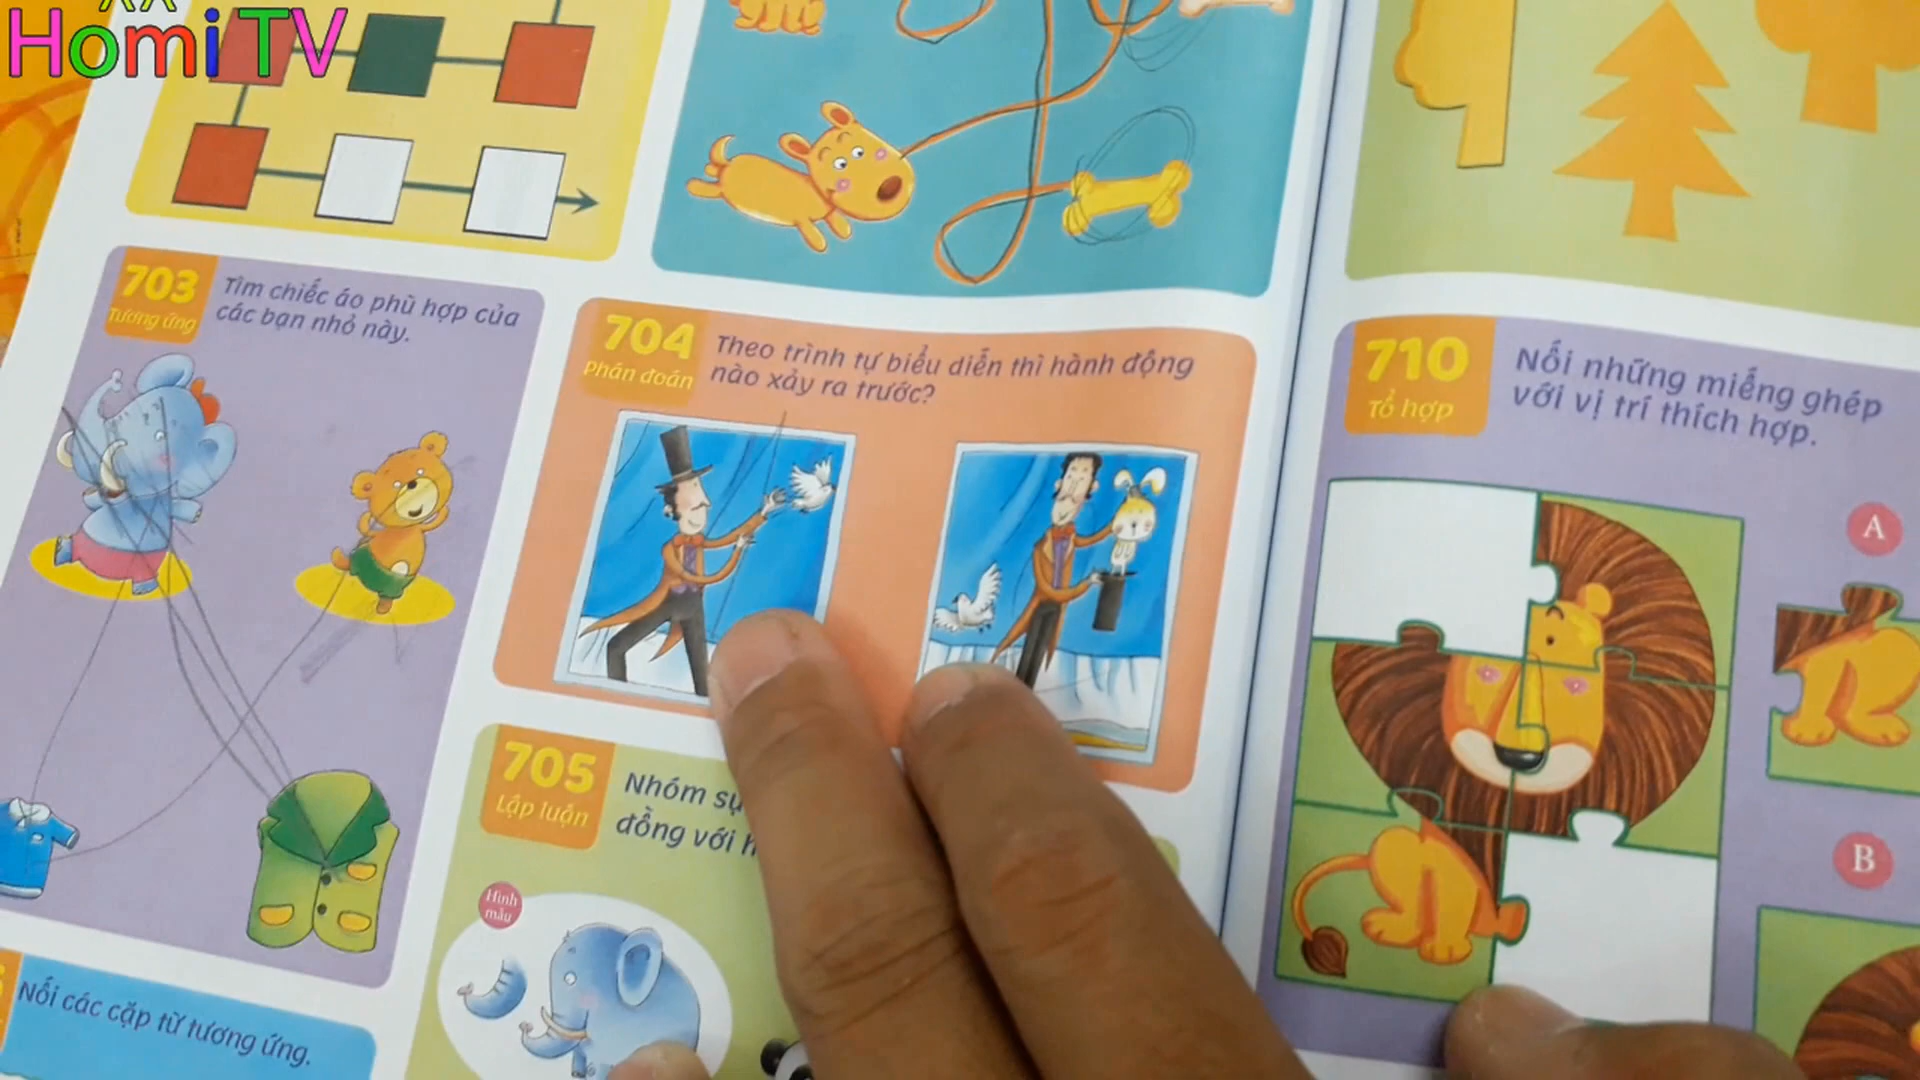 Homi TV
703
Tương ứng
Tìm chiếc áo phù hợp của
các bạn nhỏ này.
704
Phán đoán
Theo trình tự biểu diễn thì hành động
nào xảy ra trước?
705
Lập luận
Nhóm sự
đồng với h
Hình
mẫu
Nối các cặp từ tương ứng.
710
Tổ hợp
Nối những miếng ghép
với vị trí thích hợp.
A
B